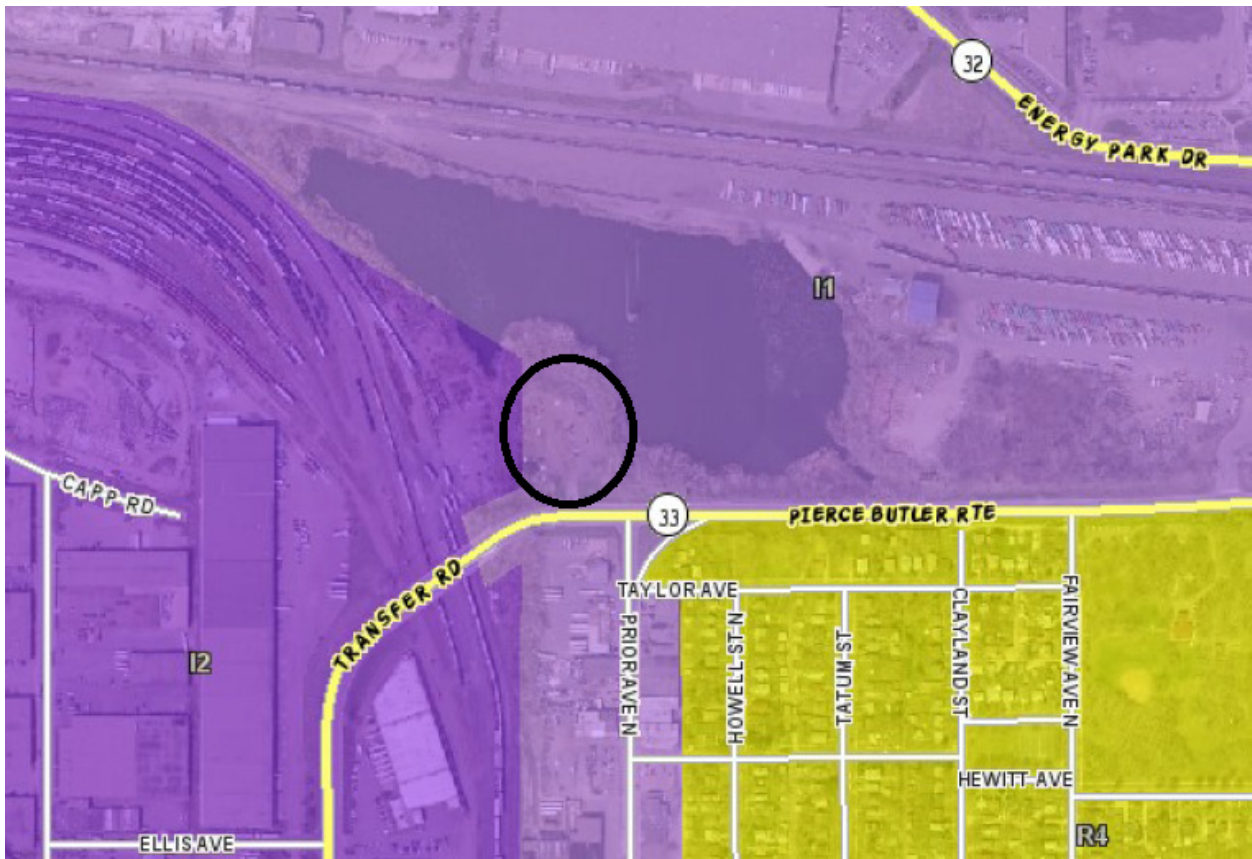 32
ENERGY PARK DR
I1
CAPP RD
33
PIERCE BUTLER RTE
TRANSFER RD
TAYLOR AVE
PRIOR AVE N
HOWELL ST N
TATUM ST
CLAYLAND ST
FAIRVIEW AVE N
I2
HEWITT AVE
R4
ELLIS AVE